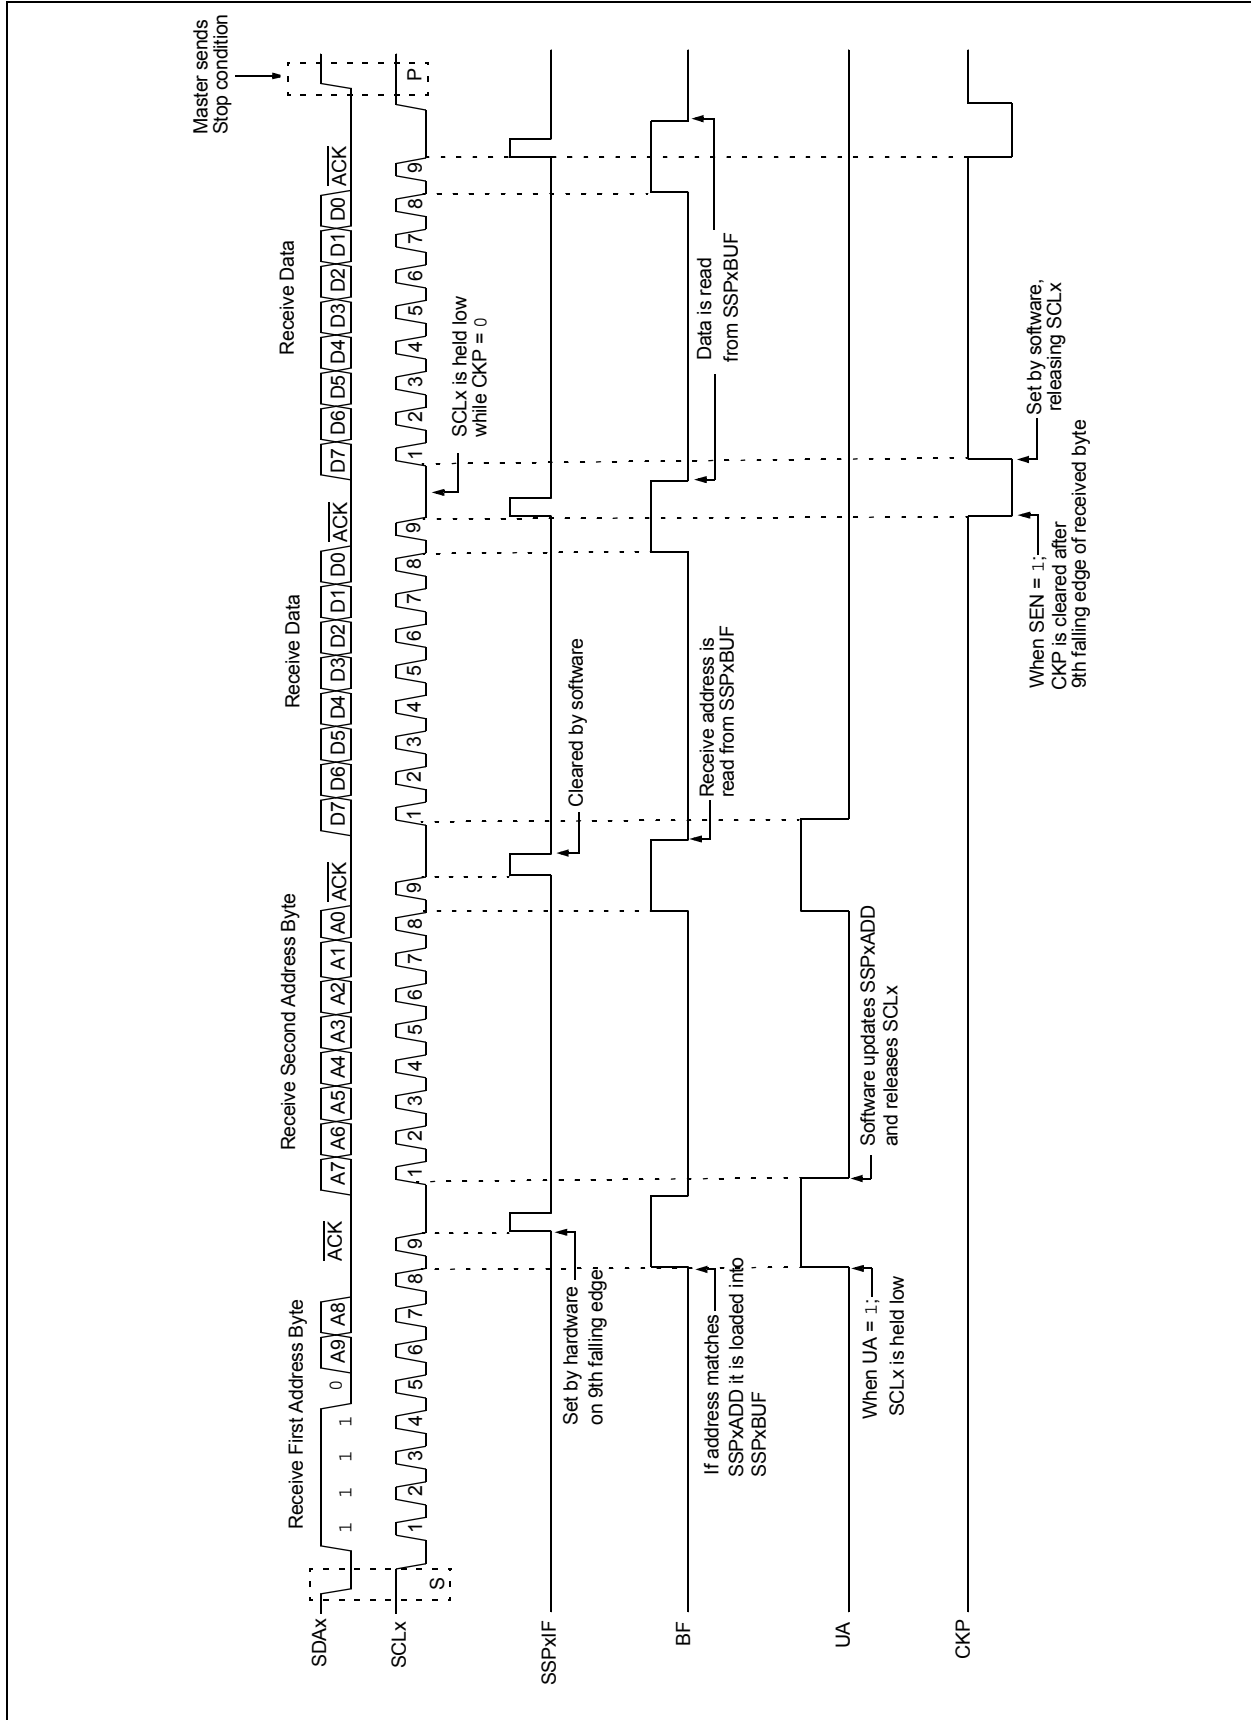 Master sends
Stop condition
Receive First Address Byte
Receive Second Address Byte
Receive Data
Receive Data
SDAx
1 1 1 1 0 A9 A8 ACK A7 A6 A5 A4 A3 A2 A1 A0 ACK D7 D6 D5 D4 D3 D2 D1 D0 ACK D7 D6 D5 D4 D3 D2 D1 D0 ACK
SCLx
S 1 2 3 4 5 6 7 8 9 1 2 3 4 5 6 7 8 9 1 2 3 4 5 6 7 8 9 1 2 3 4 5 6 7 8 9 P
SCLx is held low
while CKP = 0
SSPxIF
Set by hardware
on 9th falling edge
Cleared by software
BF
If address matches
SSPxADD it is loaded into
SSPxBUF
Receive address is
read from SSPxBUF
Data is read
from SSPxBUF
UA
When UA = 1;
SCLx is held low
Software updates SSPxADD
and releases SCLx
CKP
When SEN = 1;
CKP is cleared after
9th falling edge of received byte
Set by software,
releasing SCLx